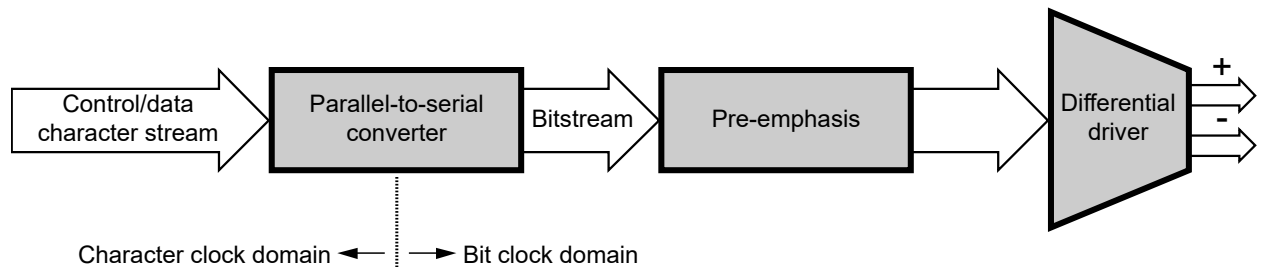 Control/data
character stream
Parallel-to-serial
converter
Bitstream
Pre-emphasis
Differential
driver
+
-
Character clock domain
Bit clock domain